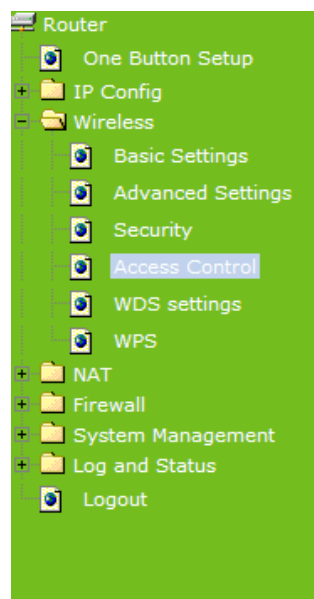 Router
One Button Setup
IP Config
Wireless
Basic Settings
Advanced Settings
Security
Access Control
WDS settings
WPS
NAT
Firewall
System Management
Log and Status
Logout